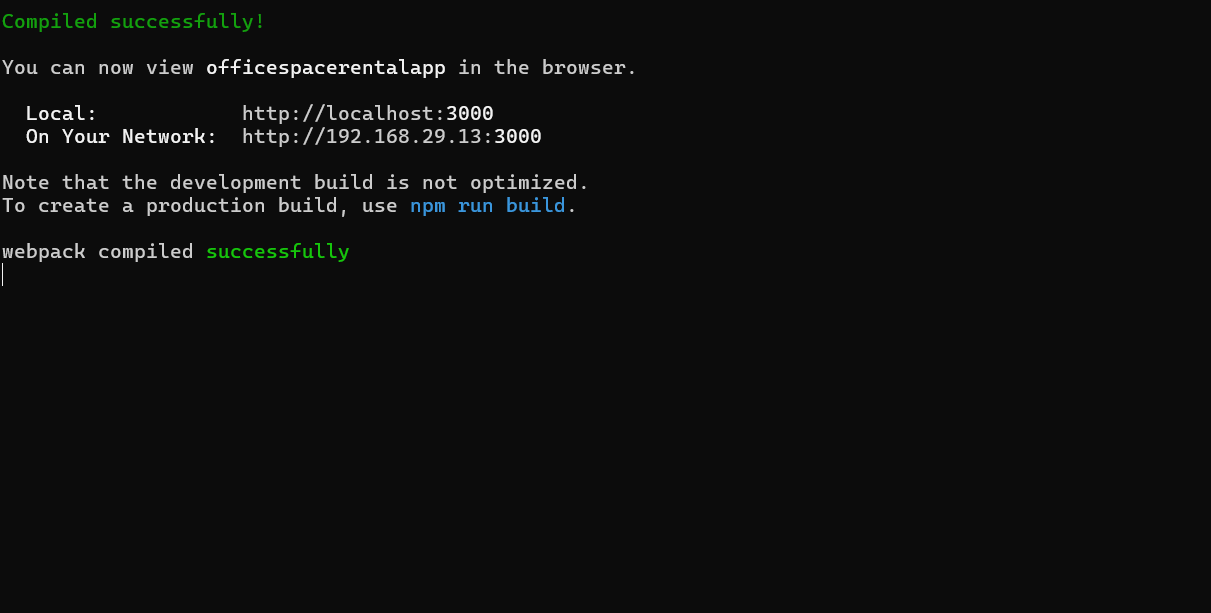 Compiled successfully!
You can now view officespacerentalapp in the browser.
Local: http://localhost:3000
On Your Network: http://192.168.29.13:3000
Note that the development build is not optimized.
To create a production build, use npm run build.
webpack compiled successfully